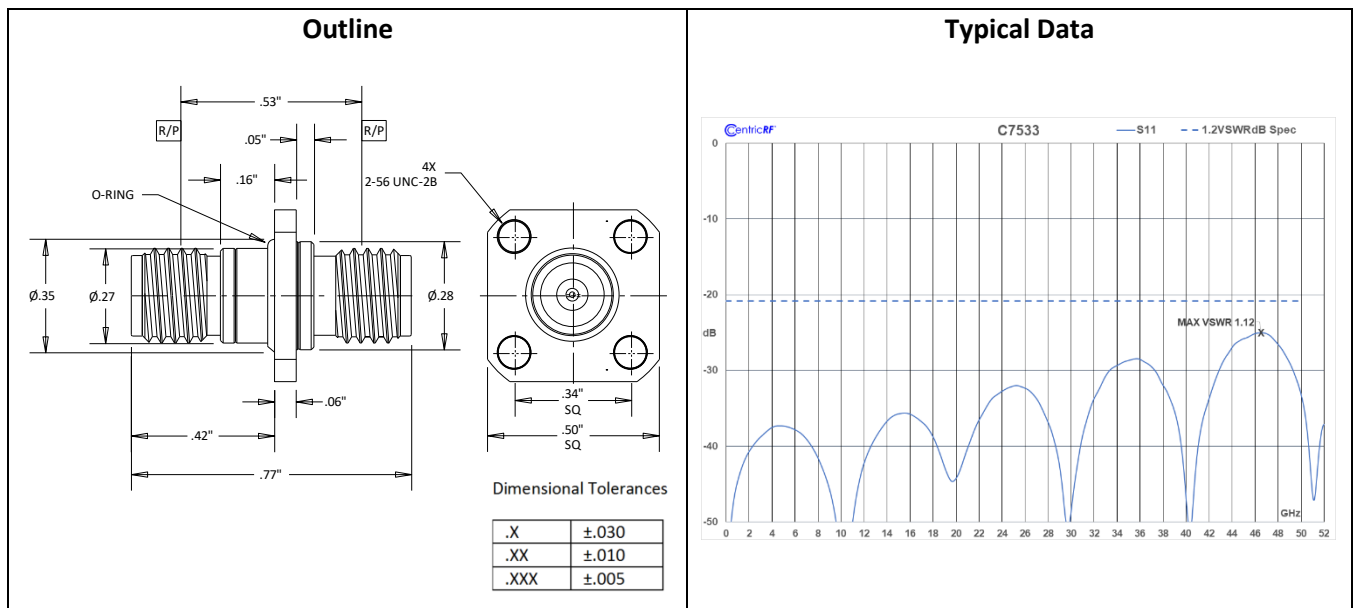 Outline
.53"
R/P
R/P
.05"
4X
2-56 UNC-2B
.16"
O-RING
Ø.35
Ø.27
Ø.28
.06"
.34"
SQ
.42"
.50"
SQ
.77"
Dimensional Tolerances
.X ±.030
.XX ±.010
.XXX ±.005
Typical Data
CentricRF
C7533
S11
1.2VSWRdB Spec
0
-10
-20
MAX VSWR 1.12
X
dB
-30
-40
GHz
-50
0 2 4 6 8 10 12 14 16 18 20 22 24 26 28 30 32 34 36 38 40 42 44 46 48 50 52